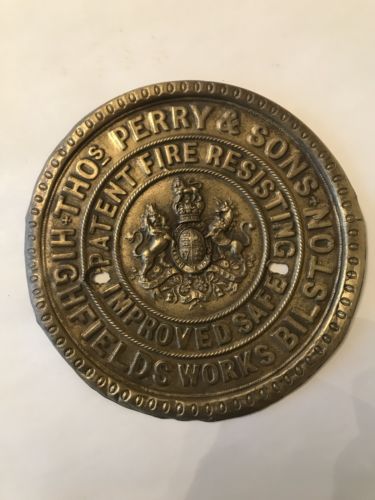 THOS PERRY & SONS
HIGHFIELDS WORKS BILSTON
PATENT FIRE RESISTING
IMPROVED SAFE